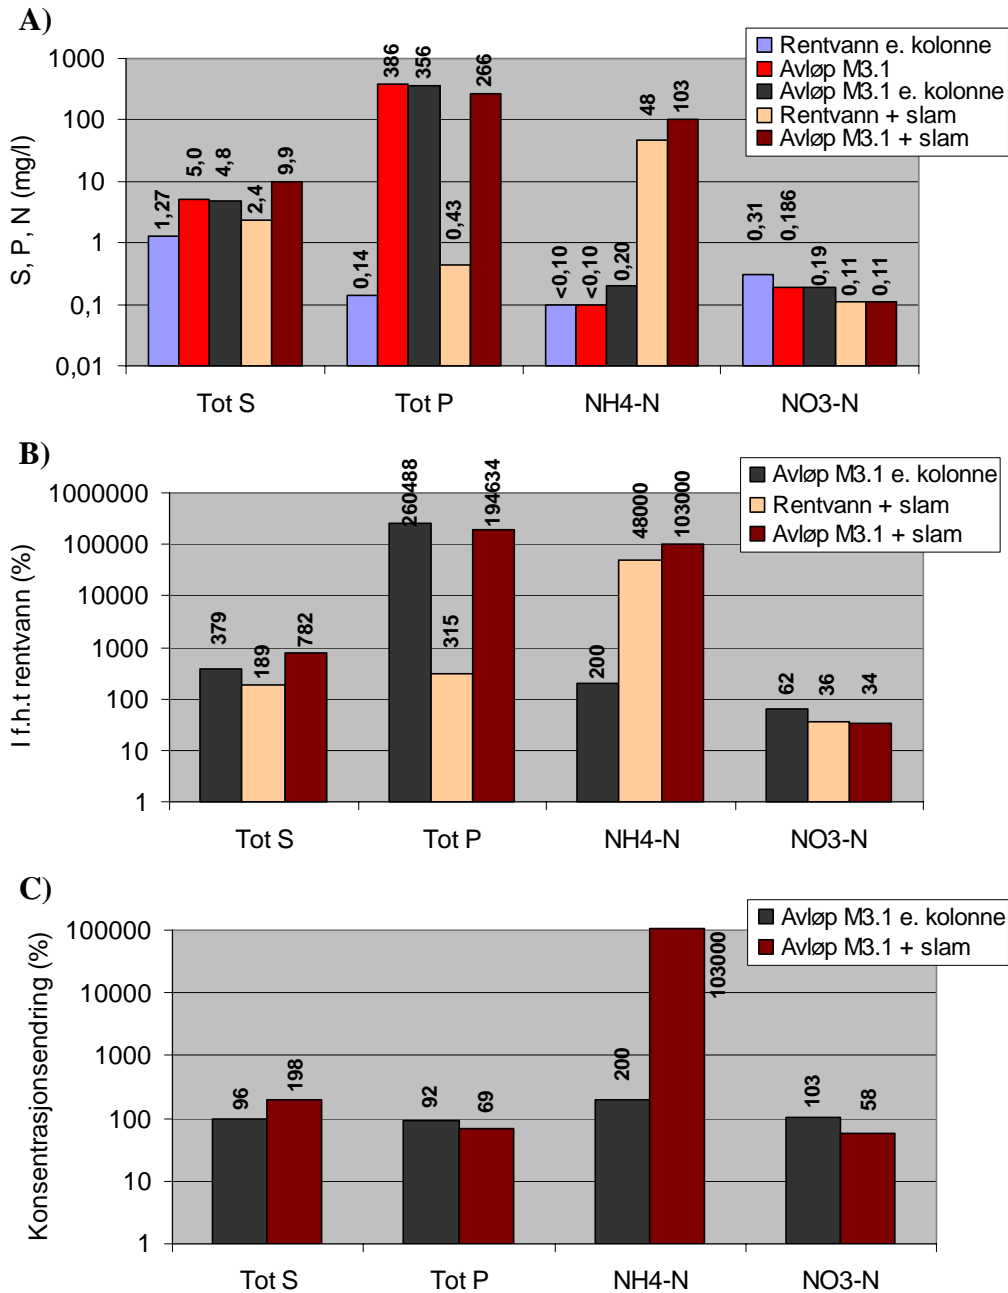 A)
S, P, N (mg/l)
1000
100
10
1
0,1
0,01
1,27
5,0
4,8
2,4
9,9
0,14
386
356
0,43
266
<0,10
<0,10
0,20
48
103
0,31
0,186
0,19
0,11
0,11
Tot S
Tot P
NH4-N
NO3-N
Rentvann e. kolonne
Avløp M3.1
Avløp M3.1 e. kolonne
Rentvann + slam
Avløp M3.1 + slam
B)
I f.h.t rentvann (%)
1000000
100000
10000
1000
100
10
1
379
189
782
260488
315
194634
200
48000
103000
62
36
34
Tot S
Tot P
NH4-N
NO3-N
Avløp M3.1 e. kolonne
Rentvann + slam
Avløp M3.1 + slam
C)
Konsentrasjonsendring (%)
100000
10000
1000
100
10
1
96
198
92
69
200
103000
103
58
Tot S
Tot P
NH4-N
NO3-N
Avløp M3.1 e. kolonne
Avløp M3.1 + slam